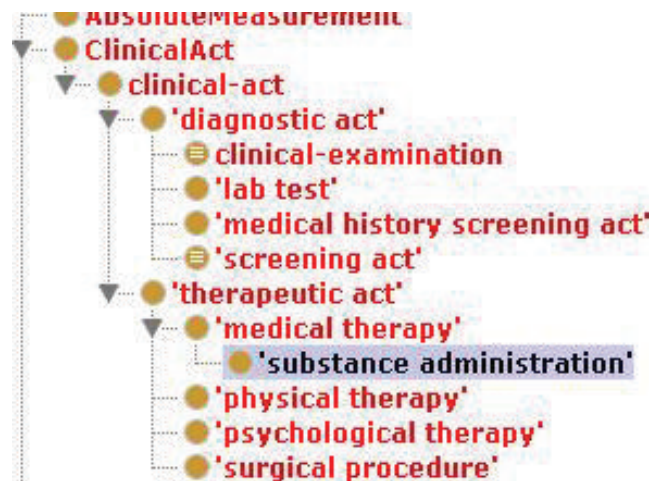 AbsoluteMeasurement
ClinicalAct
clinical-act
'diagnostic act'
clinical-examination
'lab test'
'medical history screening act'
'screening act'
'therapeutic act'
'medical therapy'
'substance administration'
'physical therapy'
'psychological therapy'
'surgical procedure'